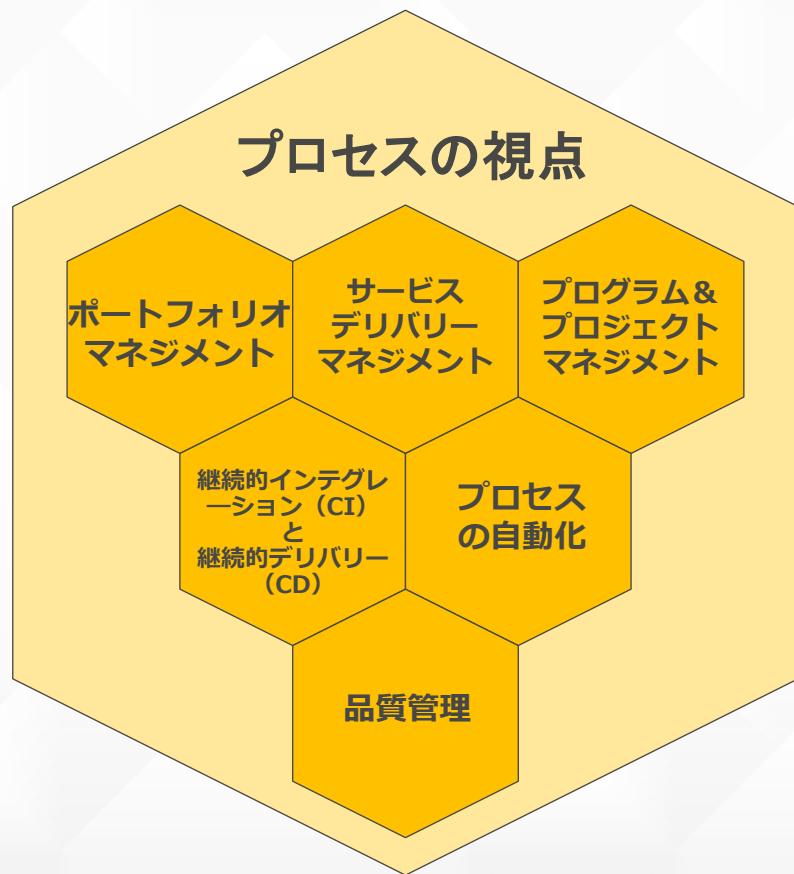 プロセスの視点
ポートフォリオ
マネジメント
サービス
デリバリー
マネジメント
プログラム&
プロジェクト
マネジメント
継続的インテグレ
ーション（CI）
と
継続的デリバリー
（CD）
プロセス
の自動化
品質管理